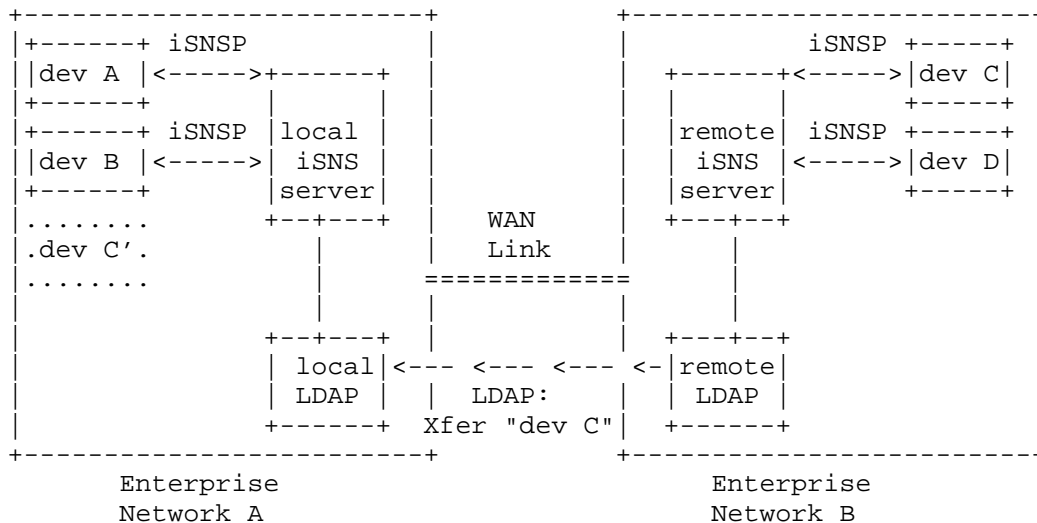 iSNSP iSNSP
dev A dev C
local iSNSP remote iSNSP
dev B iSNS iSNS dev D
server server
WAN
.dev C'. Link
local remote
LDAP LDAP: LDAP
Xfer "dev C"
Enterprise Enterprise
Network A Network B